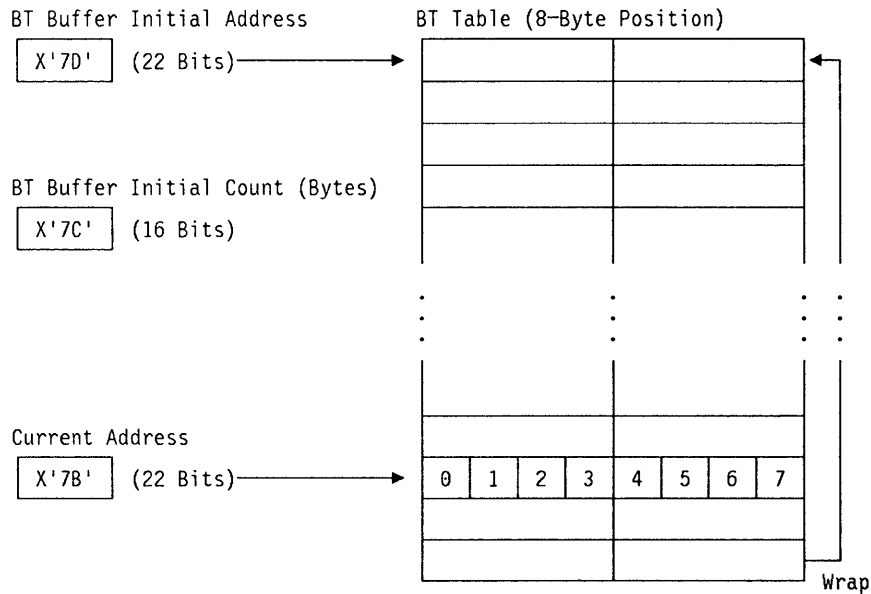 BT Buffer Initial Address
BT Table (8-Byte Position)
X'7D' (22 Bits)
BT Buffer Initial Count (Bytes)
X'7C' (16 Bits)
Current Address
X'7B' (22 Bits)
0 1 2 3 4 5 6 7
Wrap